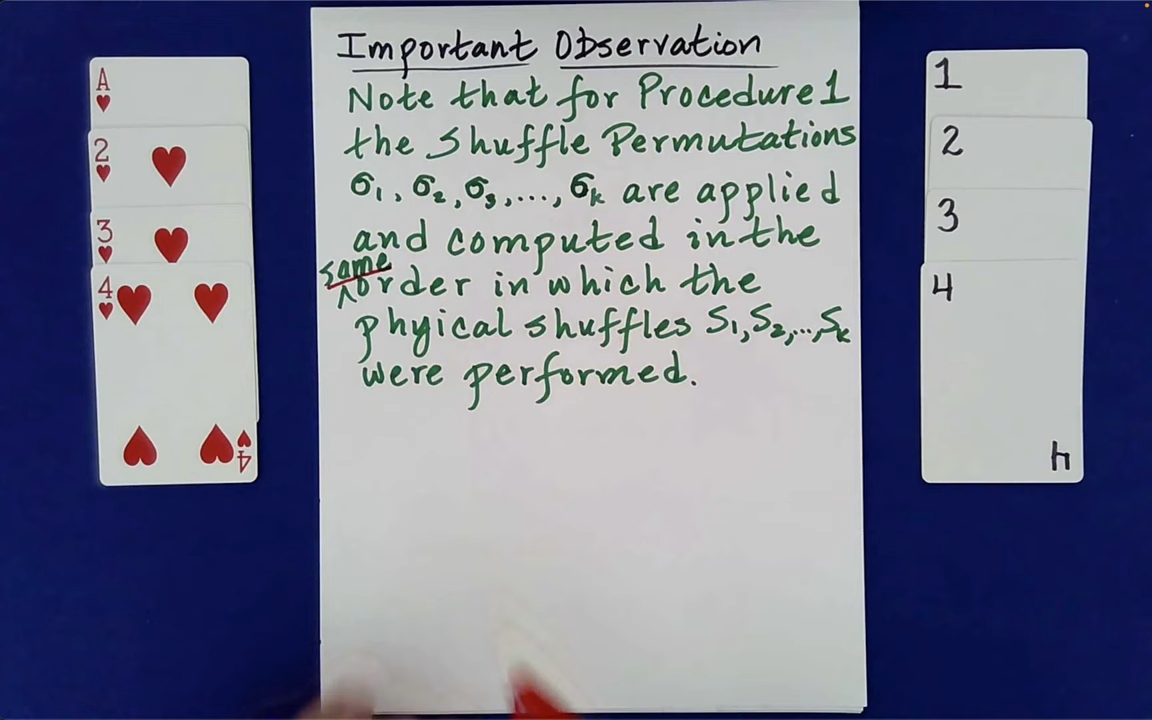 Important Observation
Note that for Procedure 1
the Shuffle Permutations
σ₁, σ₂, σ₃, ..., σₖ are applied
and computed in the
same
order in which the
phyical shuffles S₁, S₂, ..., Sₖ
were performed.
A
2
3
4
4
1
2
3
4
4